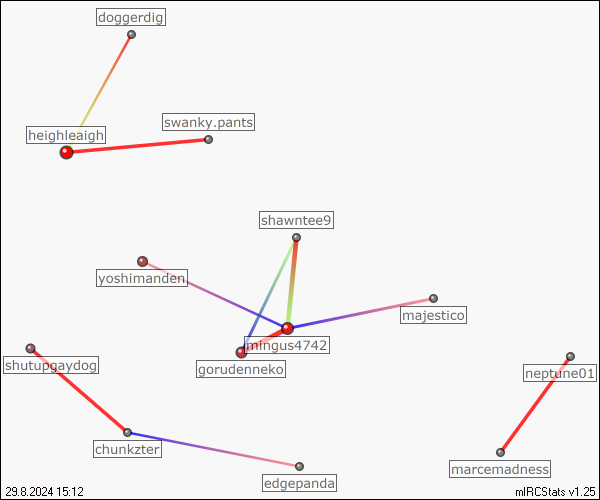 doggerdig
swanky.pants
heighleaigh
shawntee9
yoshimanden
majestico
mingus4742
gorudenneko
shutupgaydog
neptune01
chunkzter
marcemadness
edgepanda
29.8.2024 15:12
mIRCStats v1.25